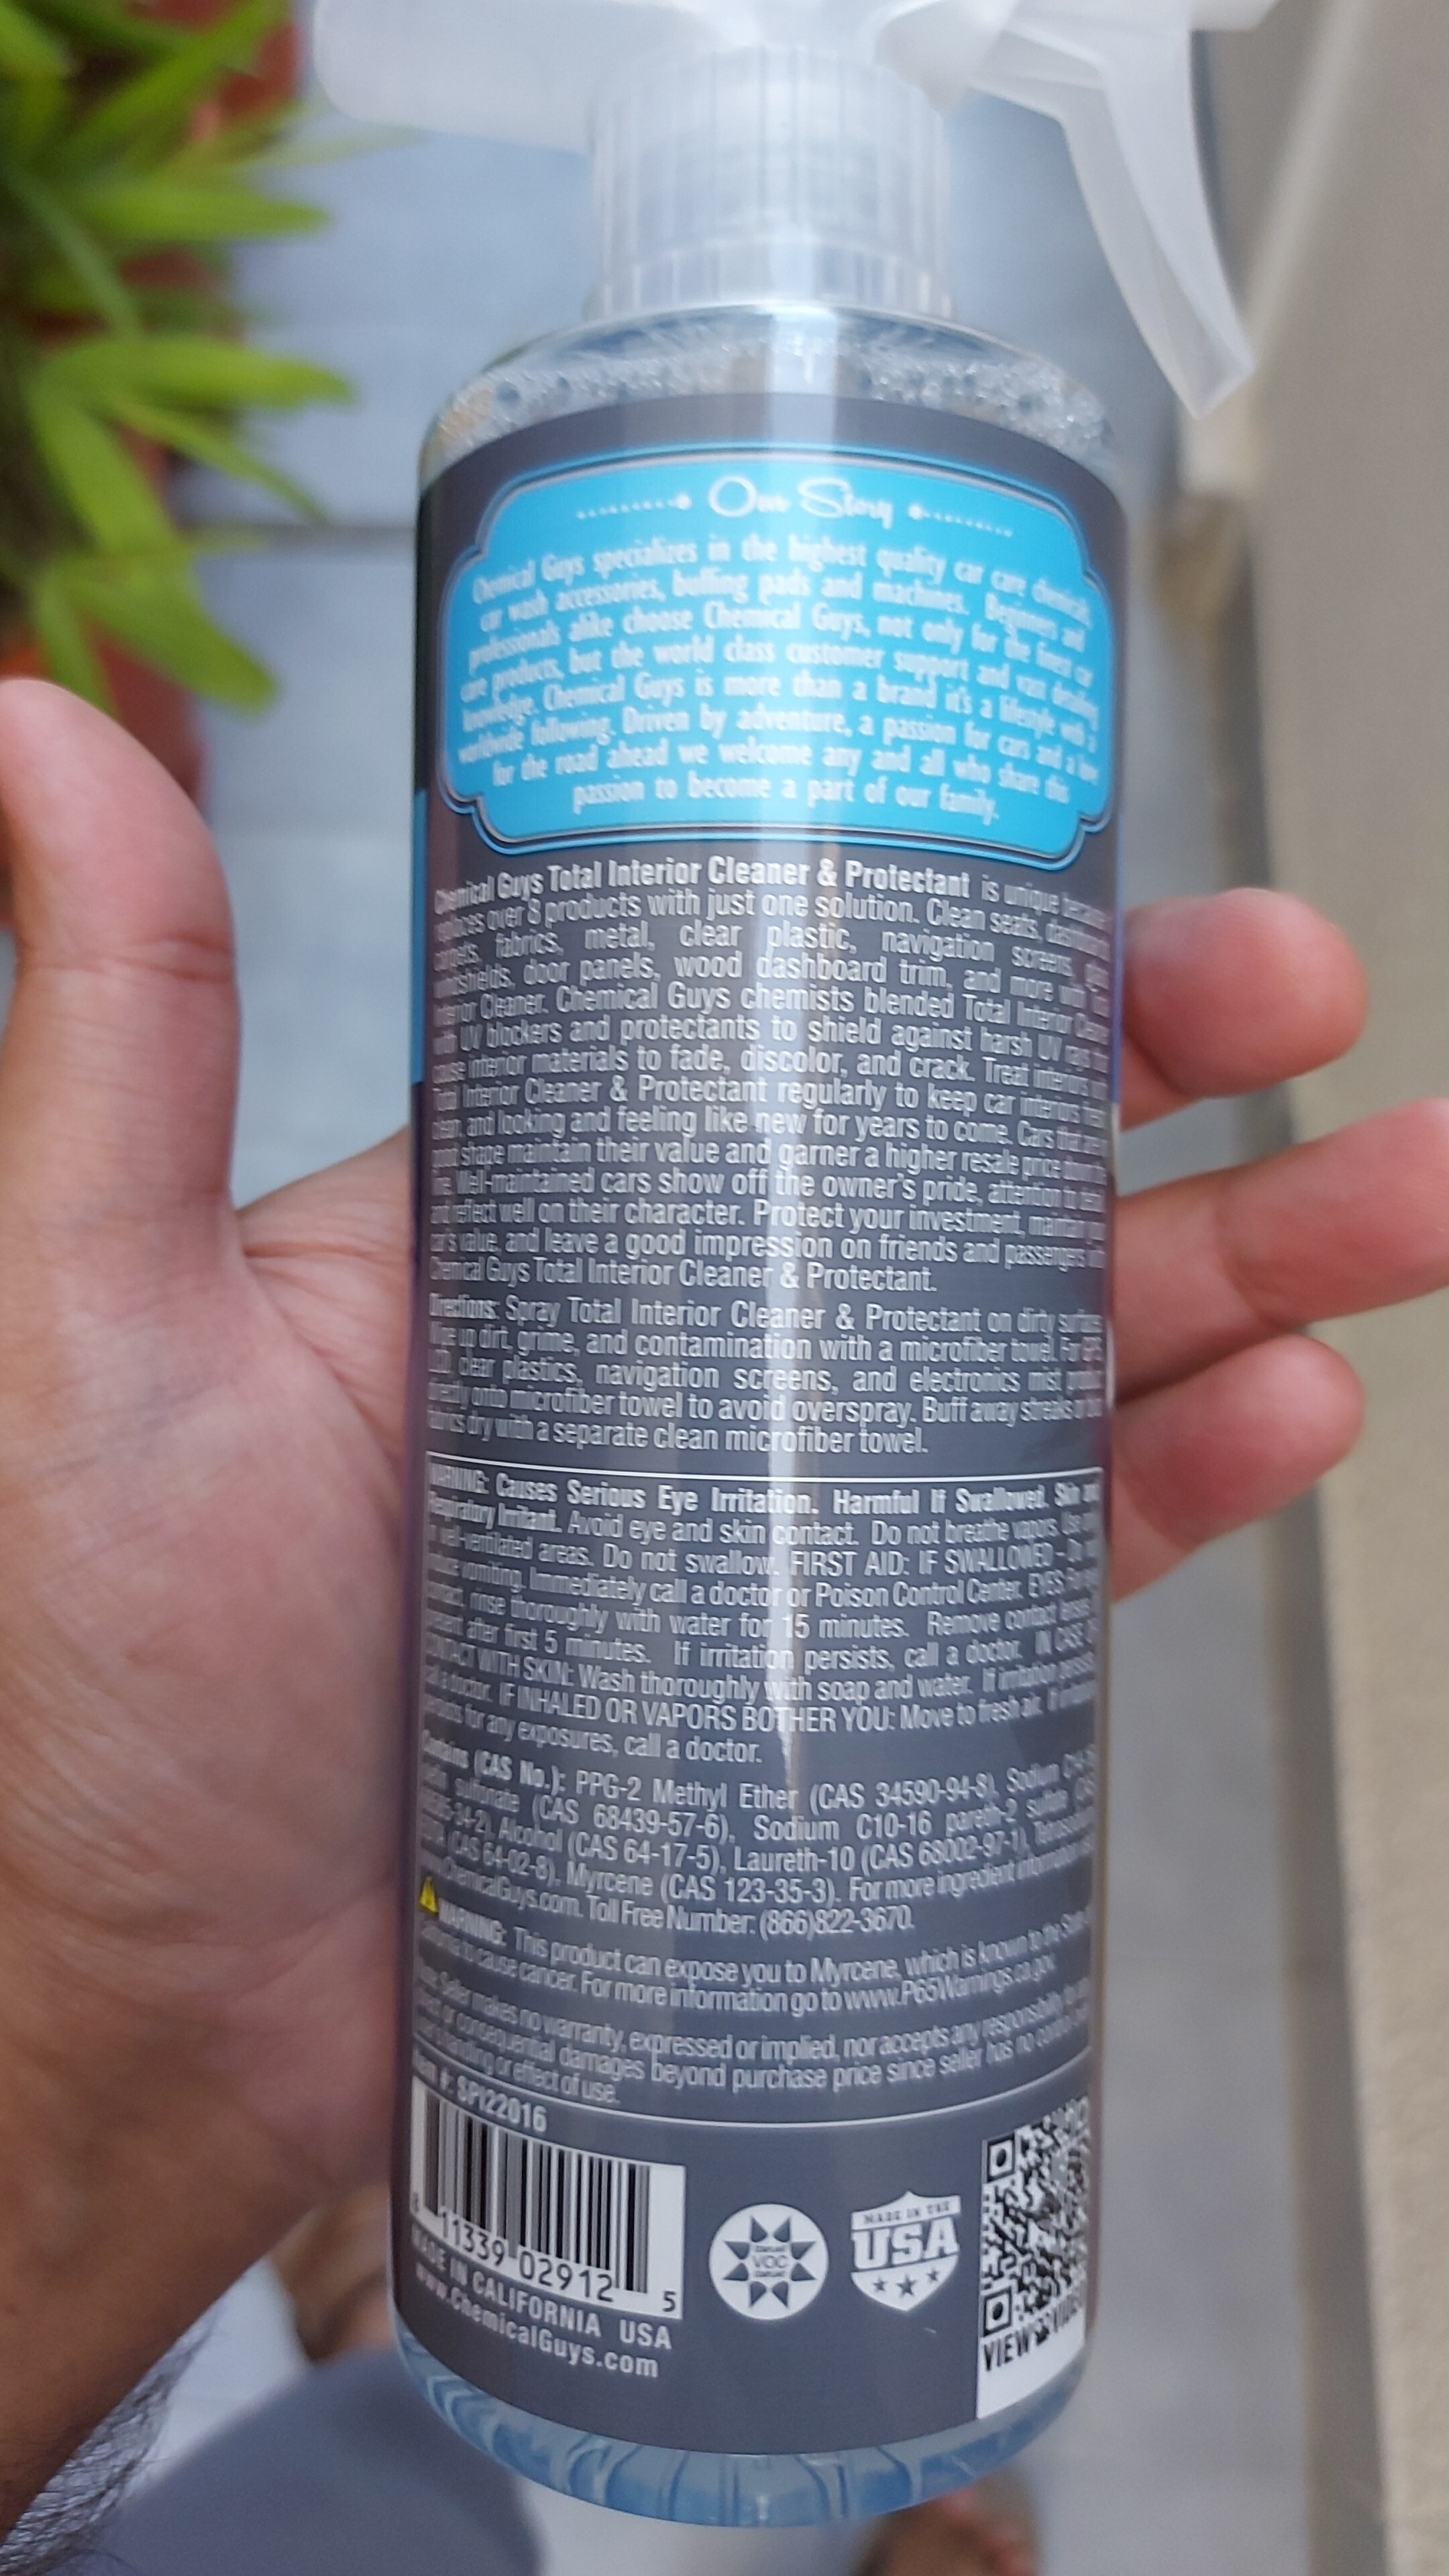 Our Story
Chemical Guys specializes in the highest quality car care chemicals,
car wash accessories, buffing pads and machines. Beginners and
professionals alike choose Chemical Guys, not only for the finest car
care products, but the world class customer support and vast detailing
knowledge. Chemical Guys is more than a brand it's a lifestyle with a
worldwide following. Driven by adventure, a passion for cars and a love
for the road ahead we welcome any and all who share this
passion to become a part of our family.
Chemical Guys Total Interior Cleaner & Protectant is unique
over 8 products with just one solution. Clean seats,
carpets, fabrics, metal, clear plastic, navigation screens,
door panels, wood dashboard trim, and more with
Interior Cleaner. Chemical Guys chemists blended Total Interior Cleaner
with UV blockers and protectants to shield against harsh UV rays
cause interior materials to fade, discolor, and crack. Treat interiors
Total Interior Cleaner & Protectant regularly to keep car interiors
clean, and looking and feeling like new for years to come. Cars that are
good shape maintain their value and garner a higher resale price
Well-maintained cars show off the owner's pride, attention to
and reflect well on their character. Protect your investment, maintain
car's value, and leave a good impression on friends and passengers with
Chemical Guys Total Interior Cleaner & Protectant.
Directions: Spray Total Interior Cleaner & Protectant on dirty
Wipe up dirt, grime, and contamination with a microfiber towel. For
clear plastics, navigation screens, and electronics mist
directly onto microfiber towel to avoid overspray. Buff away streaks
fabrics dry with a separate clean microfiber towel.
WARNING: Causes Serious Eye Irritation. Harmful If Swallowed. Skin
Respiratory Irritant. Avoid eye and skin contact. Do not breathe vapors.
well-ventilated areas. Do not swallow. FIRST AID: IF SWALLOWED -
vomiting. Immediately call a doctor or Poison Control Center. EYES
rinse thoroughly with water for 15 minutes. Remove contact
after first 5 minutes. If irritation persists, call a doctor. IN CASE
CONTACT WITH SKIN: Wash thoroughly with soap and water. If irritation
call a doctor. IF INHALED OR VAPORS BOTHER YOU: Move to fresh air.
for any exposures, call a doctor.
Contains (CAS No.): PPG-2 Methyl Ether (CAS 34590-94-8), Sodium
sulfonate (CAS 68439-57-6), Sodium C10-16 pareth-2 sulfate
Alcohol (CAS 64-17-5), Laureth-10 (CAS 68002-97-1),
(CAS 64-02-8), Myrcene (CAS 123-35-3). For more ingredient
ChemicalGuys.com. Toll Free Number: (866)822-3670.
WARNING: This product can expose you to Myrcene, which is known to the State
to cause cancer. For more information go to www.P65Warnings.ca.gov
Seller makes no warranty, expressed or implied, nor accepts any responsibility
or consequential damages beyond purchase price since seller has no control
handling or effect of use.
Item #: SPI22016
11339 02912 5
MADE IN CALIFORNIA USA
www.ChemicalGuys.com
VOC
MADE IN THE
USA
VIEW